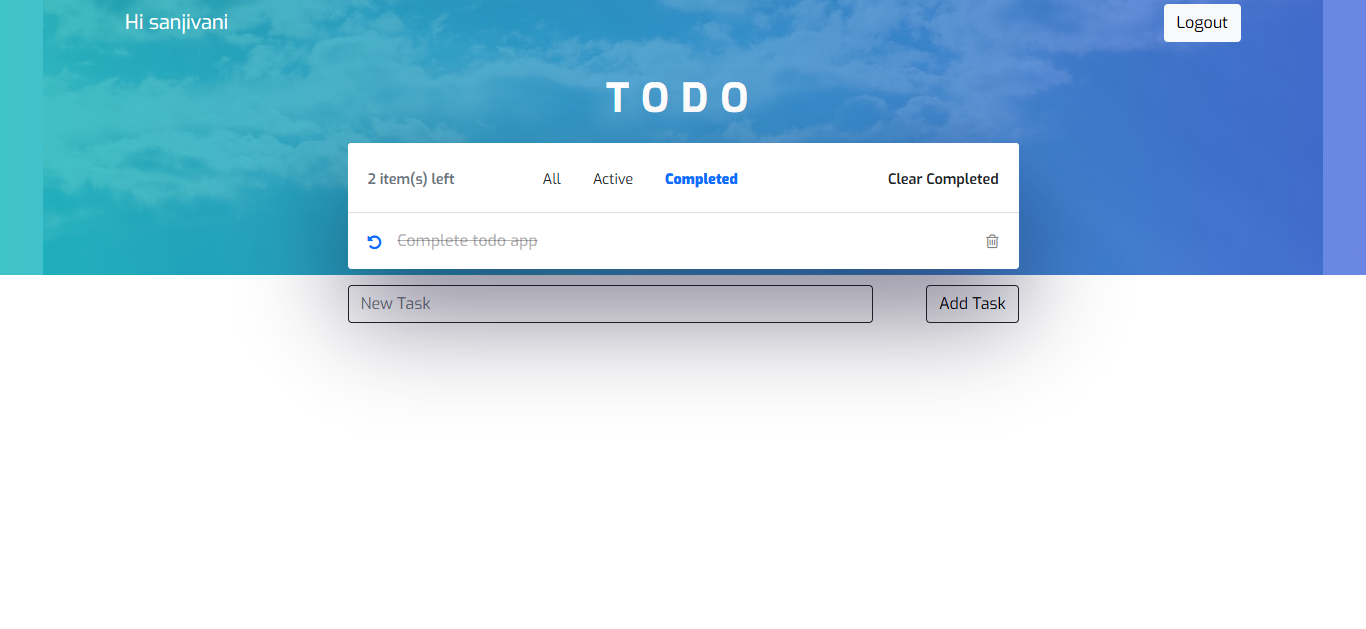 Hi sanjivani
Logout
TODO
2 item(s) left
All
Active
Completed
Clear Completed
Complete todo app
New Task
Add Task